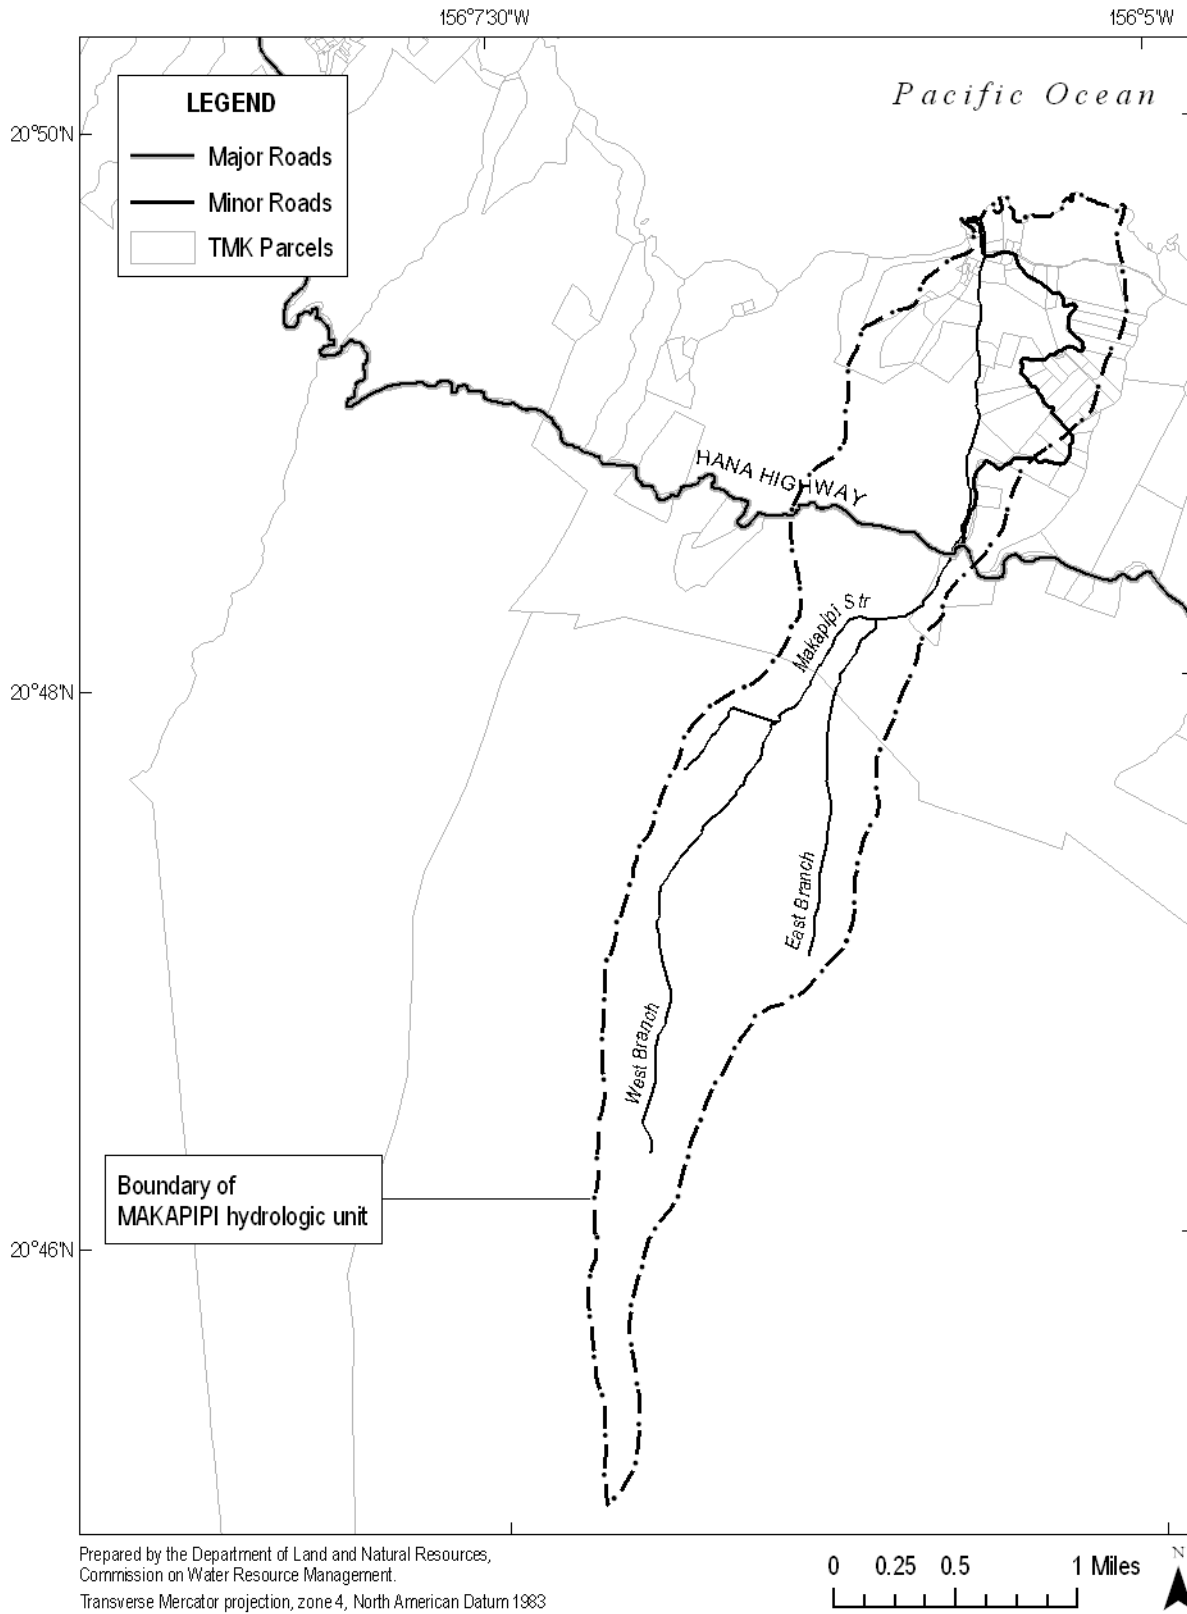 156°7'30"W
156°5'W
Pacific Ocean
LEGEND
20°50'N
Major Roads
Minor Roads
TMK Parcels
HANA HIGHWAY
Makapipi Str
20°48'N
East Branch
West Branch
Boundary of
MAKAPIPI hydrologic unit
20°46'N
Prepared by the Department of Land and Natural Resources,
Commission on Water Resource Management.
Transverse Mercator projection, zone 4, North American Datum 1983
0 0.25 0.5 1 Miles
N